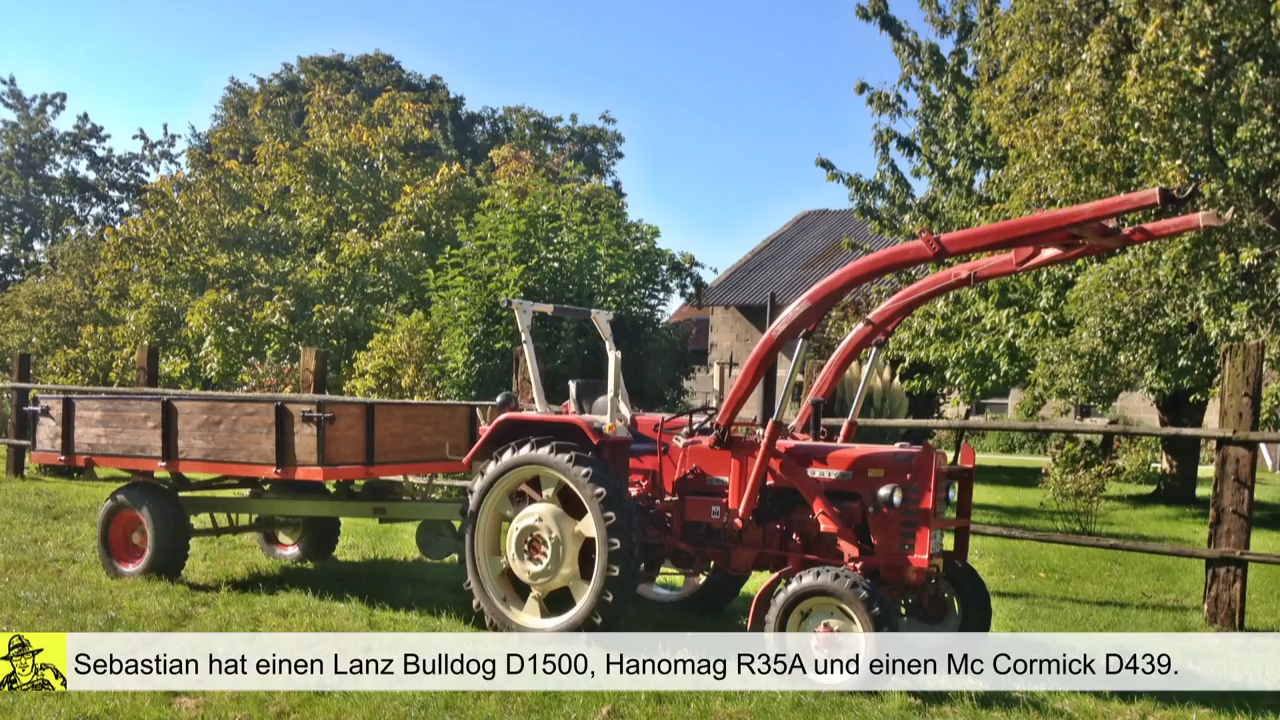 Sebastian hat einen Lanz Bulldog D1500, Hanomag R35A und einen Mc Cormick D439.